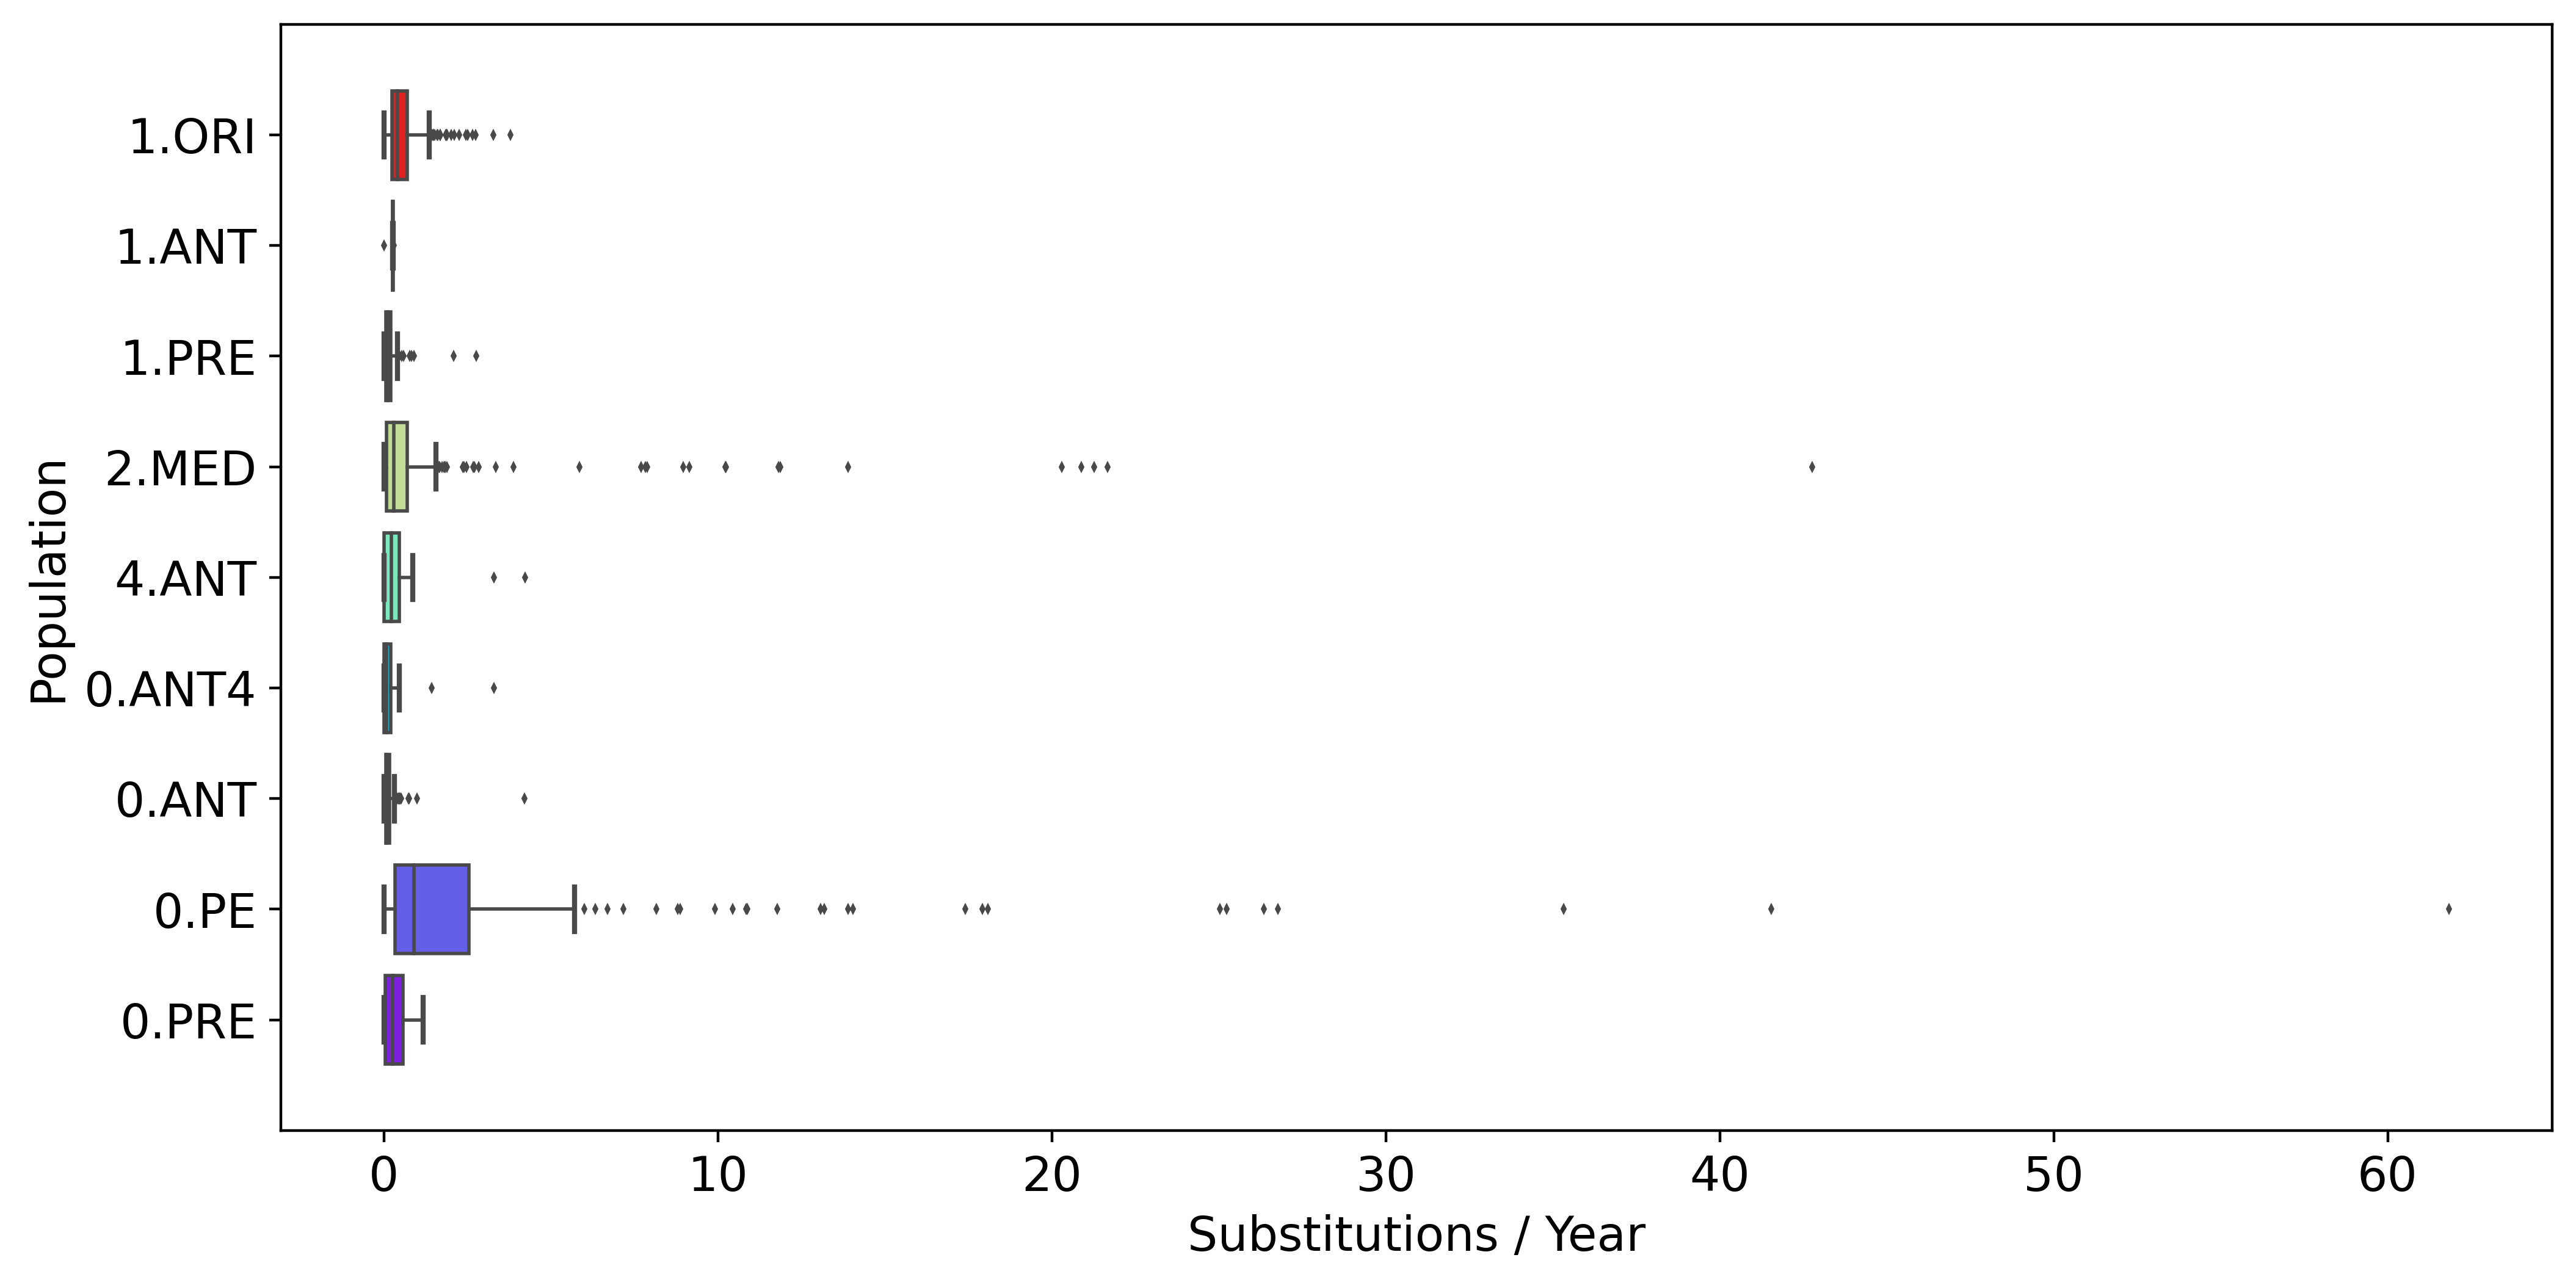 Population
1.ORI
1.ANT
1.PRE
2.MED
4.ANT
0.ANT4
0.ANT
0.PE
0.PRE
0 10 20 30 40 50 60
Substitutions / Year